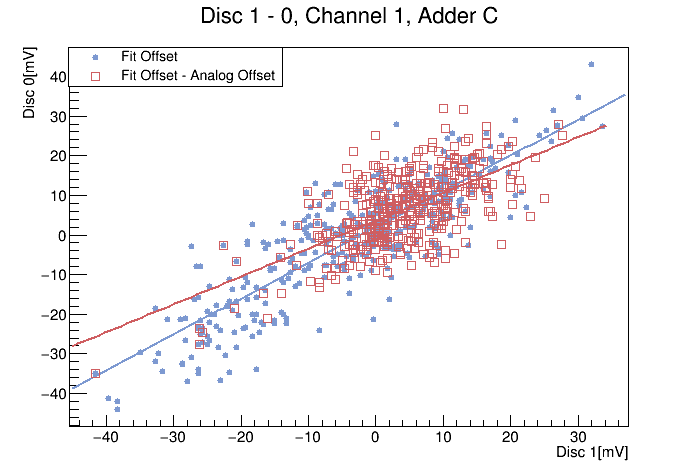 Disc 1 - 0, Channel 1, Adder C
Disc 0[mV]
Fit Offset
Fit Offset - Analog Offset
40
30
20
10
0
−10
−20
−30
−40
−40 −30 −20 −10 0 10 20 30
Disc 1[mV]